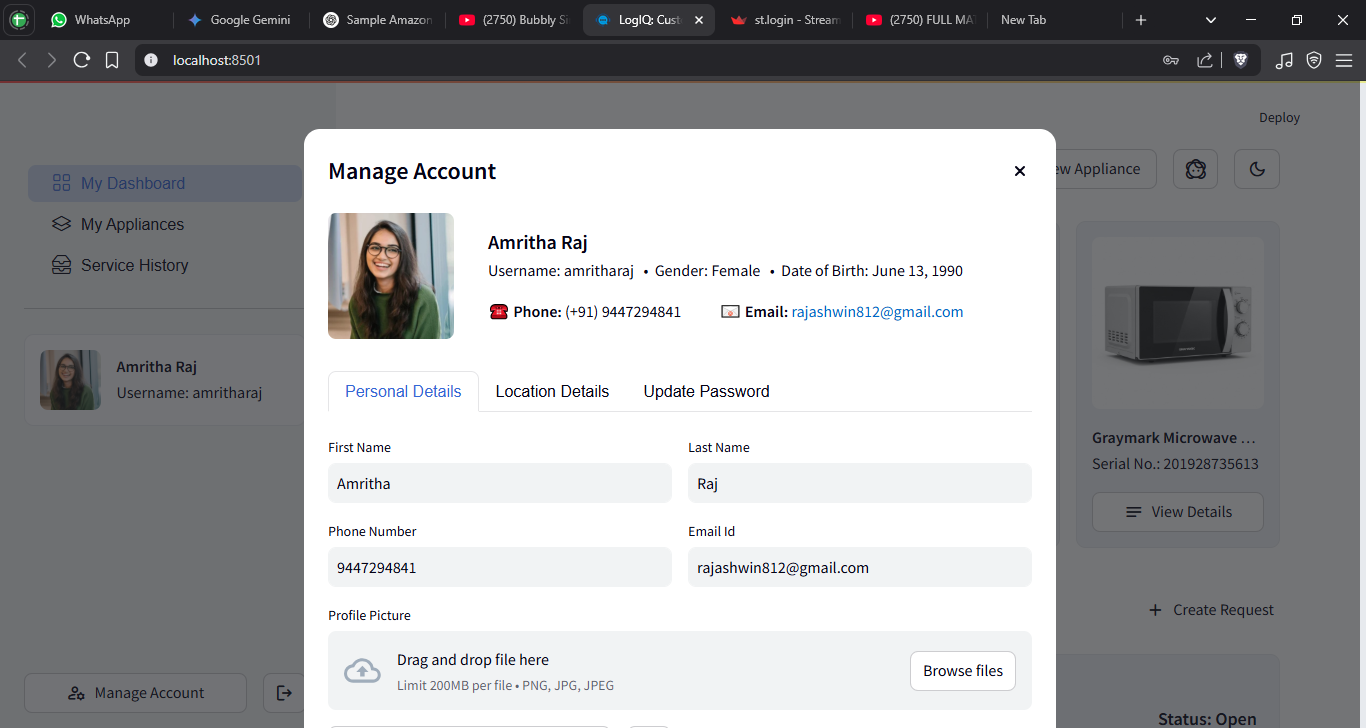 WhatsApp
Google Gemini
Sample Amazon
(2750) Bubbly Si
LogIQ: Cust
st.login - Stream
(2750) FULL MA
New Tab
localhost:8501
Deploy
My Dashboard
My Appliances
Service History
Amritha Raj
Username: amritharaj
Manage Account
Manage Account
Amritha Raj
Username: amritharaj • Gender: Female • Date of Birth: June 13, 1990
Phone: (+91) 9447294841 Email: rajashwin812@gmail.com
Personal Details Location Details Update Password
First Name Last Name
Amritha Raj
Phone Number Email Id
9447294841 rajashwin812@gmail.com
Profile Picture
Drag and drop file here
Limit 200MB per file • PNG, JPG, JPEG
Browse files
ew Appliance
Graymark Microwave ...
Serial No.: 201928735613
View Details
Create Request
Status: Open